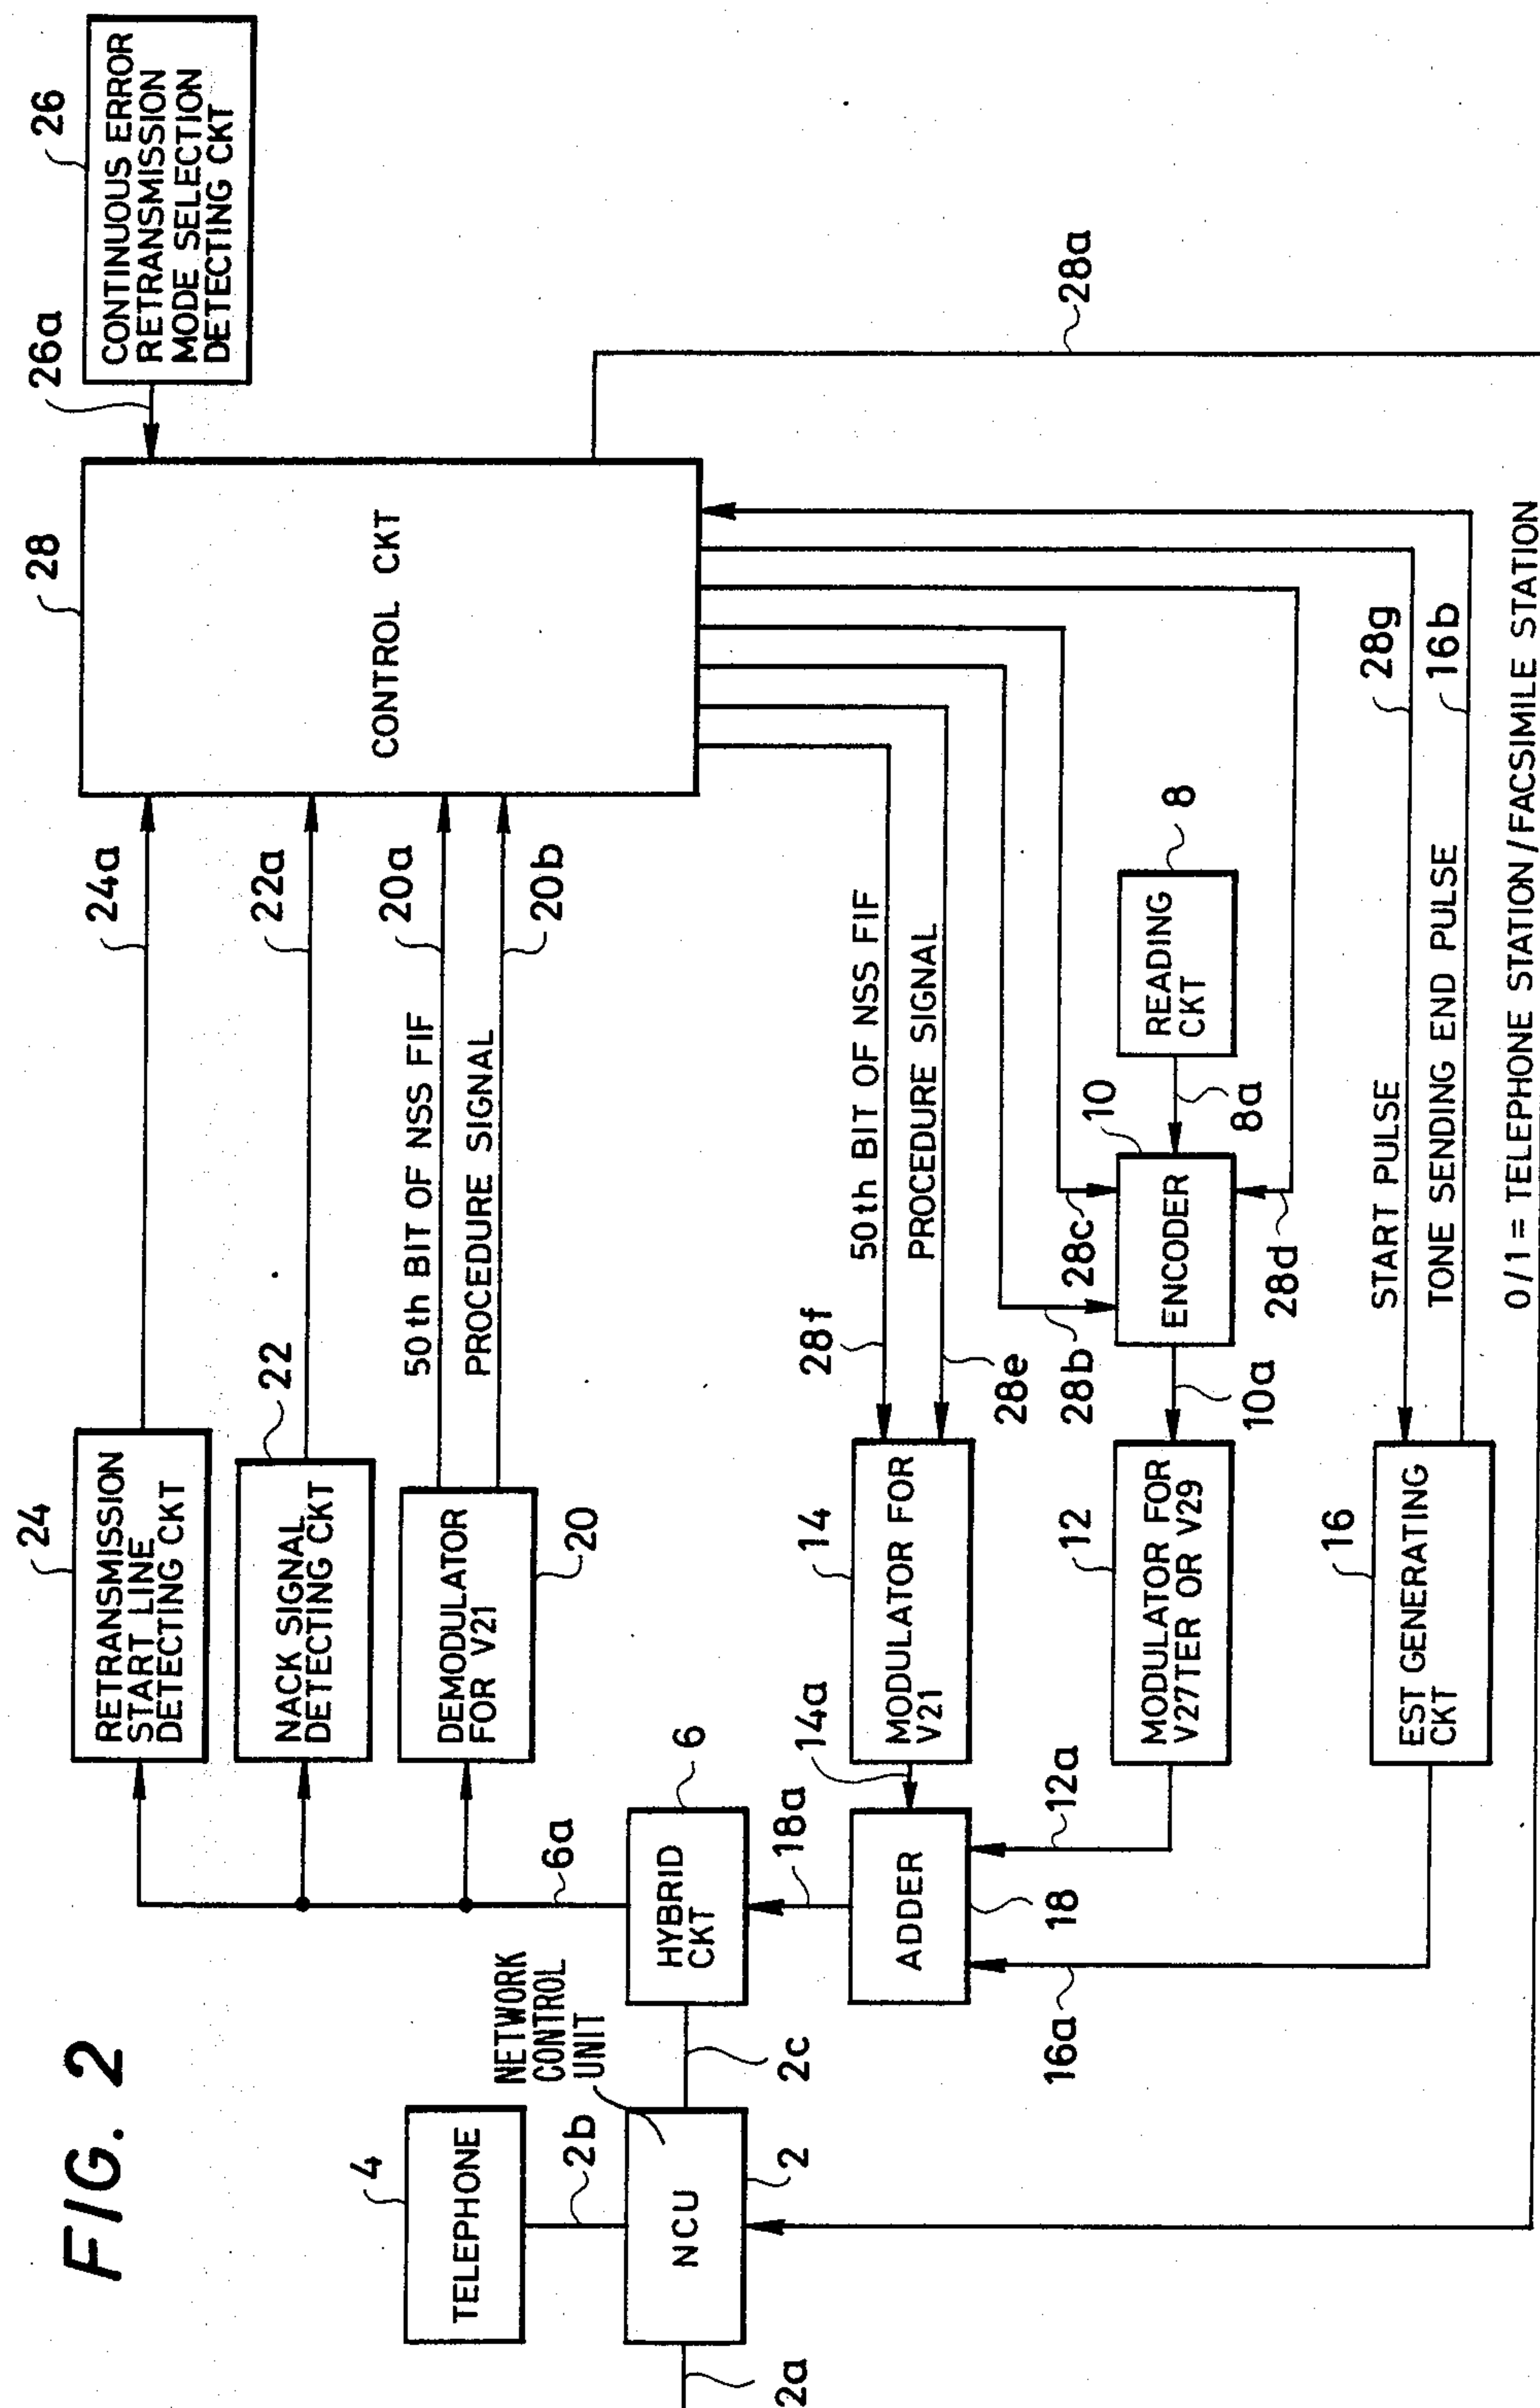 FIG. 2
2a
TELEPHONE
4
2b
NCU
2
NETWORK
CONTROL
UNIT
2c
HYBRID
CKT
6
6a
RETRANSMISSION
START LINE
DETECTING CKT
24
24a
NACK SIGNAL
DETECTING CKT
22
22a
DEMODULATOR
FOR V21
20
50th BIT OF NSS FIF
20a
PROCEDURE SIGNAL
20b
CONTROL CKT
28
26a
CONTINUOUS ERROR
RETRANSMISSION
MODE SELECTION
DETECTING CKT
26
28a
ADDER
18
18a
14a
MODULATOR FOR
V21
14
28f
50th BIT OF NSS FIF
28e
PROCEDURE SIGNAL
12a
MODULATOR FOR
V27TER OR V29
12
10a
ENCODER
10
28b
28c
28d
8a
READING
CKT
8
16a
EST GENERATING
CKT
16
START PULSE
28g
TONE SENDING END PULSE
16b
0/1 = TELEPHONE STATION/FACSIMILE STATION